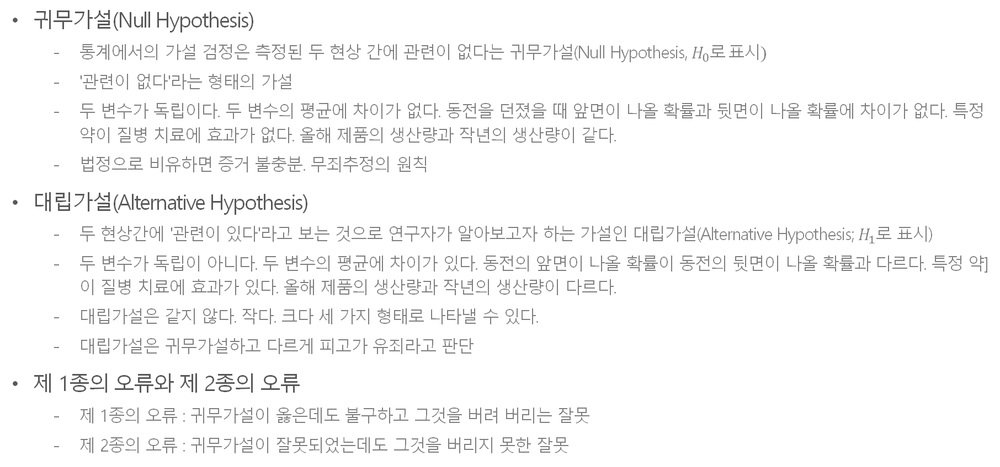 • 귀무가설(Null Hypothesis)
- 통계에서의 가설 검정은 측정된 두 현상 간에 관련이 없다는 귀무가설(Null Hypothesis, H₀로 표시)
- '관련이 없다'라는 형태의 가설
- 두 변수가 독립이다. 두 변수의 평균에 차이가 없다. 동전을 던졌을 때 앞면이 나올 확률과 뒷면이 나올 확률에 차이가 없다. 특정
약이 질병 치료에 효과가 없다. 올해 제품의 생산량과 작년의 생산량이 같다.
- 법정으로 비유하면 증거 불충분. 무죄추정의 원칙
• 대립가설(Alternative Hypothesis)
- 두 현상간에 '관련이 있다'라고 보는 것으로 연구자가 알아보고자 하는 가설인 대립가설(Alternative Hypothesis; H₁로 표시)
- 두 변수가 독립이 아니다. 두 변수의 평균에 차이가 있다. 동전의 앞면이 나올 확률이 동전의 뒷면이 나올 확률과 다르다. 특정 약]
이 질병 치료에 효과가 있다. 올해 제품의 생산량과 작년의 생산량이 다르다.
- 대립가설은 같지 않다. 작다. 크다 세 가지 형태로 나타낼 수 있다.
- 대립가설은 귀무가설하고 다르게 피고가 유죄라고 판단
• 제 1종의 오류와 제 2종의 오류
- 제 1종의 오류 : 귀무가설이 옳은데도 불구하고 그것을 버려 버리는 잘못
- 제 2종의 오류 : 귀무가설이 잘못되었는데도 그것을 버리지 못한 잘못